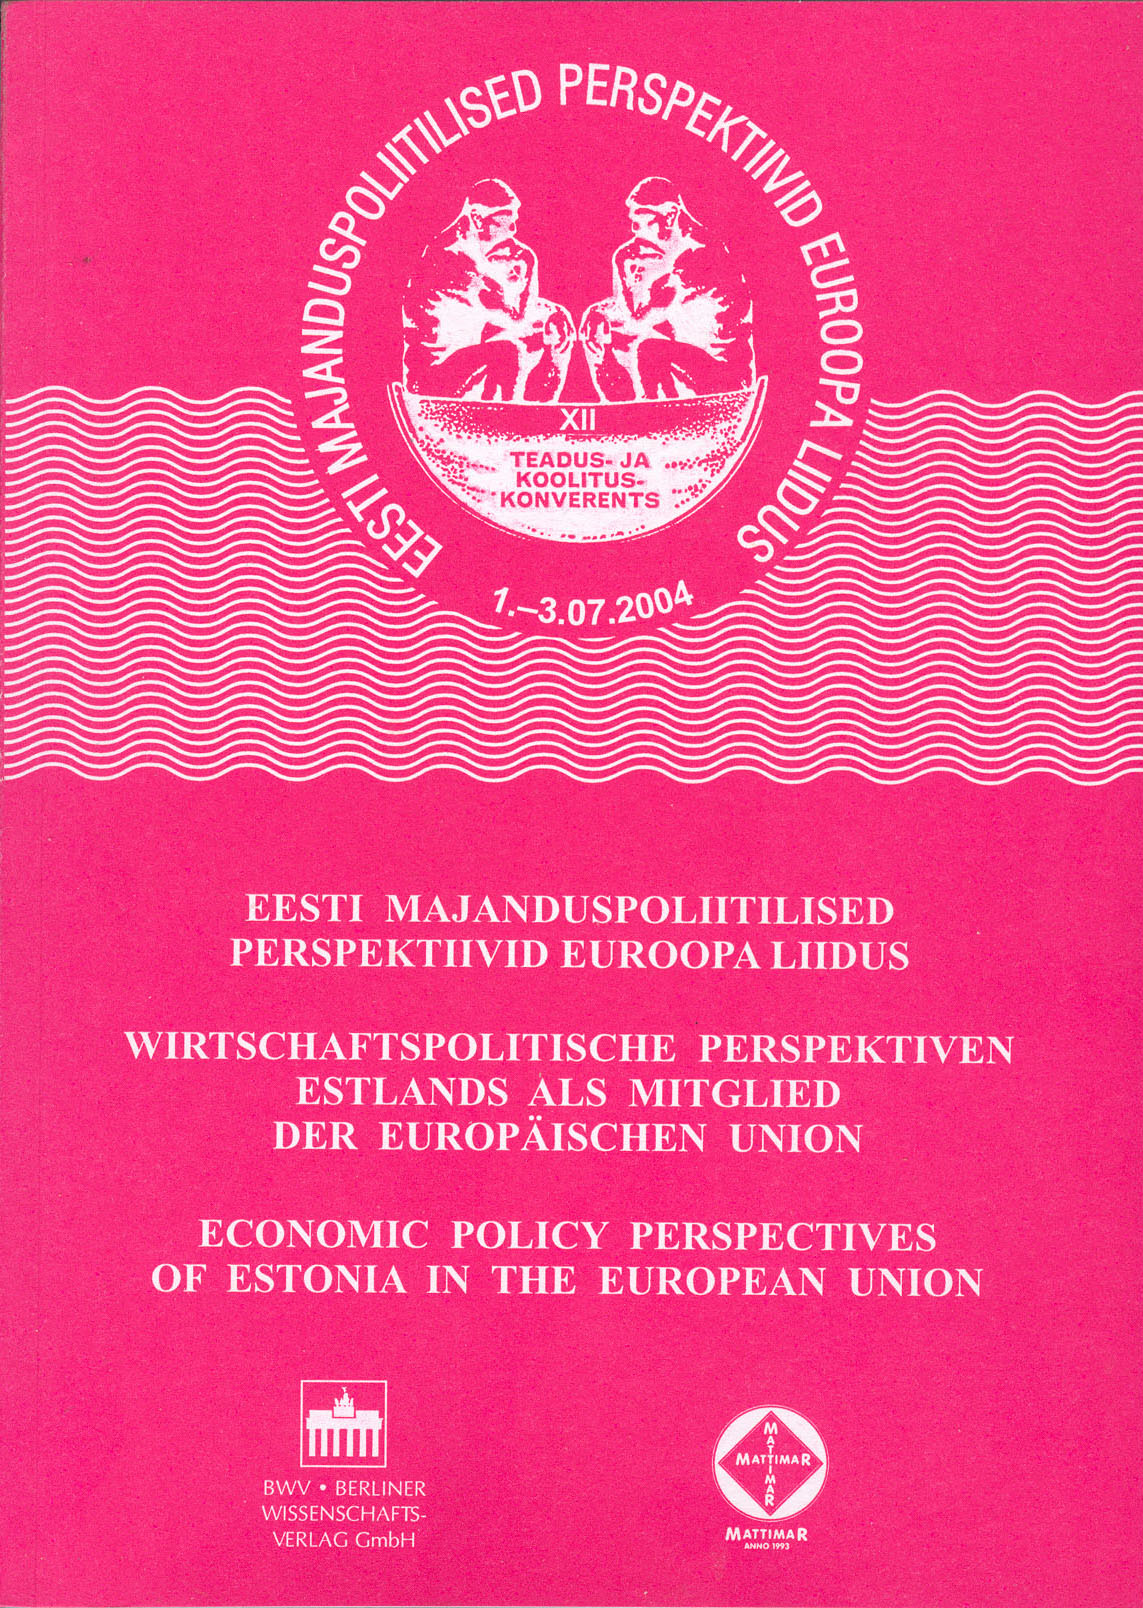 EESTI MAJANDUSPOLIITILISED PERSPEKTIIVID EUROOPA LIIDUS
XII
TEADUS- JA
KOOLITUS-
KONVERENTS
1.–3.07.2004
EESTI MAJANDUSPOLIITILISED
PERSPEKTIIVID EUROOPA LIIDUS
WIRTSCHAFTSPOLITISCHE PERSPEKTIVEN
ESTLANDS ALS MITGLIED
DER EUROPÄISCHEN UNION
ECONOMIC POLICY PERSPECTIVES
OF ESTONIA IN THE EUROPEAN UNION
BWV • BERLINER
WISSENSCHAFTS-
VERLAG GmbH
MATTIMAR
MATTIMAR
MATTIMAR
ANNO 1993